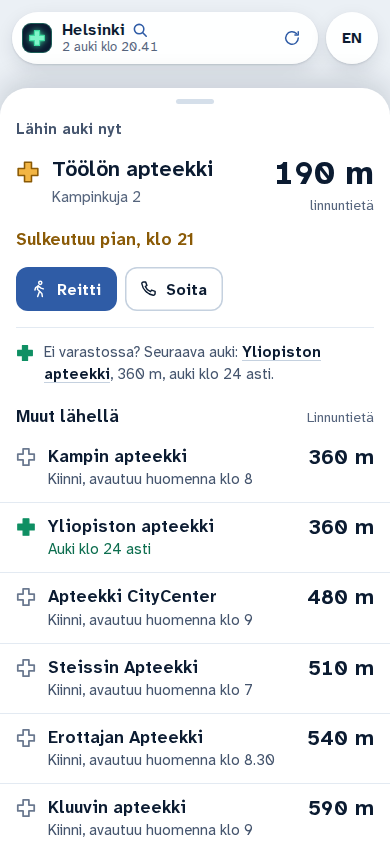 Helsinki
2 auki klo 20.41
EN
Lähin auki nyt
Töölön apteekki
190 m
Kampinkuja 2
linnuntietä
Sulkeutuu pian, klo 21
Reitti
Soita
Ei varastossa? Seuraava auki: Yliopiston
apteekki, 360 m, auki klo 24 asti.
Muut lähellä
Linnuntietä
Kampin apteekki
360 m
Kiinni, avautuu huomenna klo 8
Yliopiston apteekki
360 m
Auki klo 24 asti
Apteekki CityCenter
480 m
Kiinni, avautuu huomenna klo 9
Steissin Apteekki
510 m
Kiinni, avautuu huomenna klo 7
Erottajan Apteekki
540 m
Kiinni, avautuu huomenna klo 8.30
Kluuvin apteekki
590 m
Kiinni, avautuu huomenna klo 9